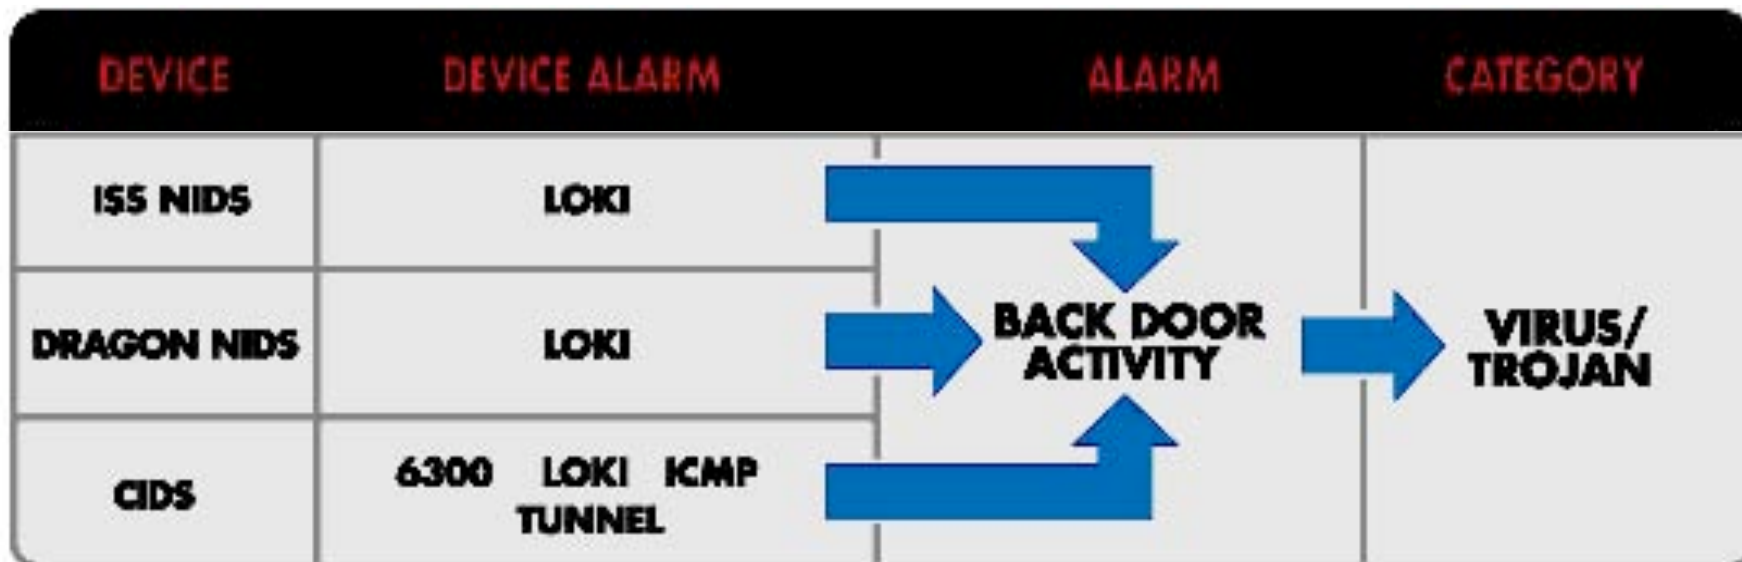 DEVICE DEVICE ALARM ALARM CATEGORY
ISS NIDS LOKI
DRAGON NIDS LOKI
BACK DOOR
ACTIVITY
VIRUS/
TROJAN
CIDS
6300 LOKI ICMP
TUNNEL